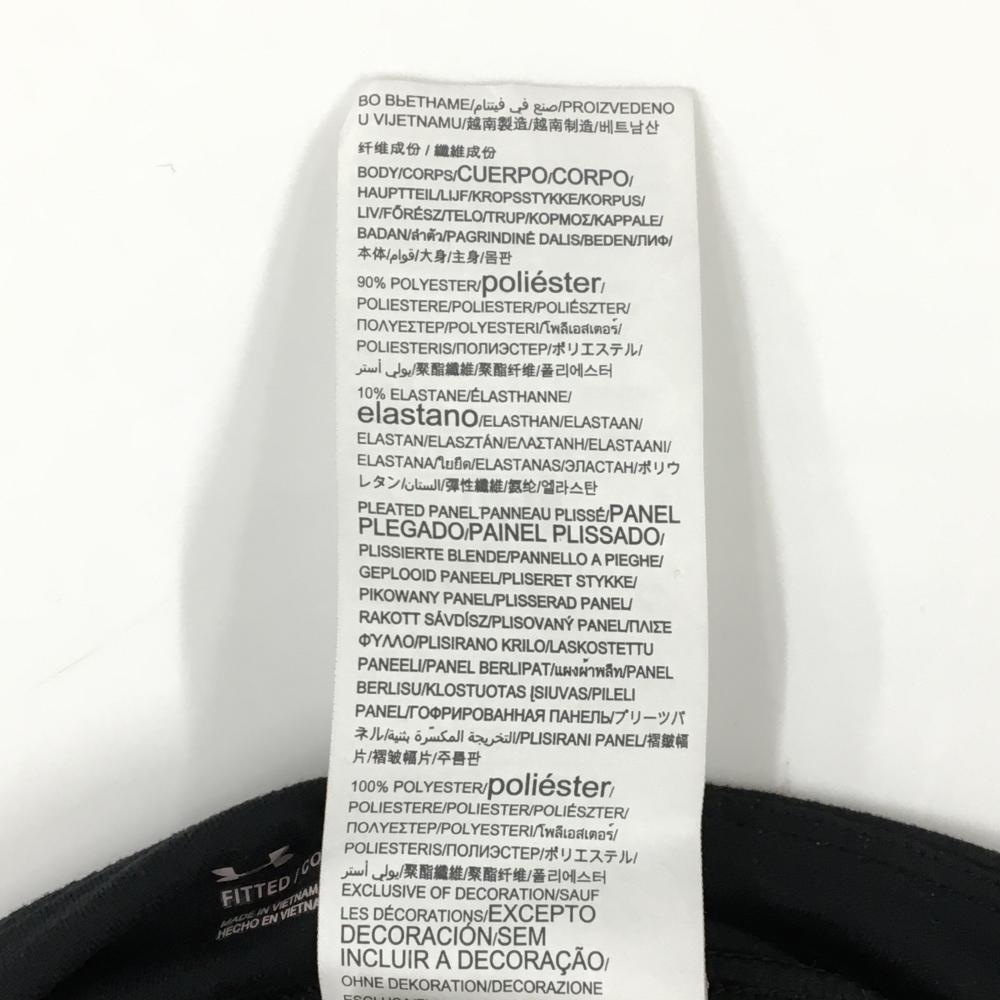 ВО ВЬЕТНАМЕ/صنع في فيتنام/PROIZVEDENO
U VIJETNAMU/越南製造/越南制造/베트남산
纤维成份 / 纖維成份
BODY/CORPS/CUERPO/CORPO/
HAUPTTEIL/LIJF/KROPSSTYKKE/KORPUS/
LIV/FŐRÉSZ/TELO/TRUP/ΚΟΡΜΟΣ/KAPPALE/
BADAN/ลำตัว/PAGRINDINĖ DALIS/BEDEN/ЛИФ/
本体/قوام/大身/主身/몸판
90% POLYESTER/poliéster/
POLIESTERE/POLIESTER/POLIÉSZTER/
ΠΟΛΥΕΣΤΕΡ/POLYESTERI/โพลีเอสเตอร์/
POLIESTERIS/ПОЛИЭСТЕР/ポリエステル/
يولي أستر/聚酯纖維/聚酯纤维/폴리에스터
10% ELASTANE/ÉLASTHANNE/
elastano/ELASTHAN/ELASTAAN/
ELASTAN/ELASZTÁN/ΕΛΑΣΤΑΝΗ/ELASTAANI/
ELASTANA/ใยยืด/ELASTANAS/ЭЛАСТАН/ポリウ
レタン/الستان/彈性纖維/氨纶/엘라스탄
PLEATED PANEL/PANNEAU PLISSÉ/PANEL
PLEGADO/PAINEL PLISSADO/
PLISSIERTE BLENDE/PANNELLO A PIEGHE/
GEPLOOID PANEEL/PLISERET STYKKE/
PIKOWANY PANEL/PLISSERAD PANEL/
RAKOTT SÁVDÍSZ/PLISOVANÝ PANEL/ΠΛΙΣΕ
ΦΥΛΛΟ/PLISIRANO KRILO/LASKOSTETTU
PANEELI/PANEL BERLIPAT/แผงผ้าพลีท/PANEL
BERLISU/KLOSTUOTAS ĮSIUVAS/PILELI
PANEL/ГОФРИРОВАННАЯ ПАНЕЛЬ/プリーツパ
ネル/التخريجة المكسّرة بثنية/PLISIRANI PANEL/褶皺幅
片/褶皱幅片/주름판
100% POLYESTER/poliéster/
POLIESTERE/POLIESTER/POLIÉSZTER/
ΠΟΛΥΕΣΤΕΡ/POLYESTERI/โพลีเอสเตอร์/
POLIESTERIS/ПОЛИЭСТЕР/ポリエステル/
يولي أستر/聚酯纖維/聚酯纤维/폴리에스터
EXCLUSIVE OF DECORATION/SAUF
LES DÉCORATIONS/EXCEPTO
DECORACIÓN/SEM
INCLUIR A DECORAÇÃO/
OHNE DEKORATION/DECORAZIONE
FITTED / CO
MADE IN VIETNAM
HECHO EN VIETNA